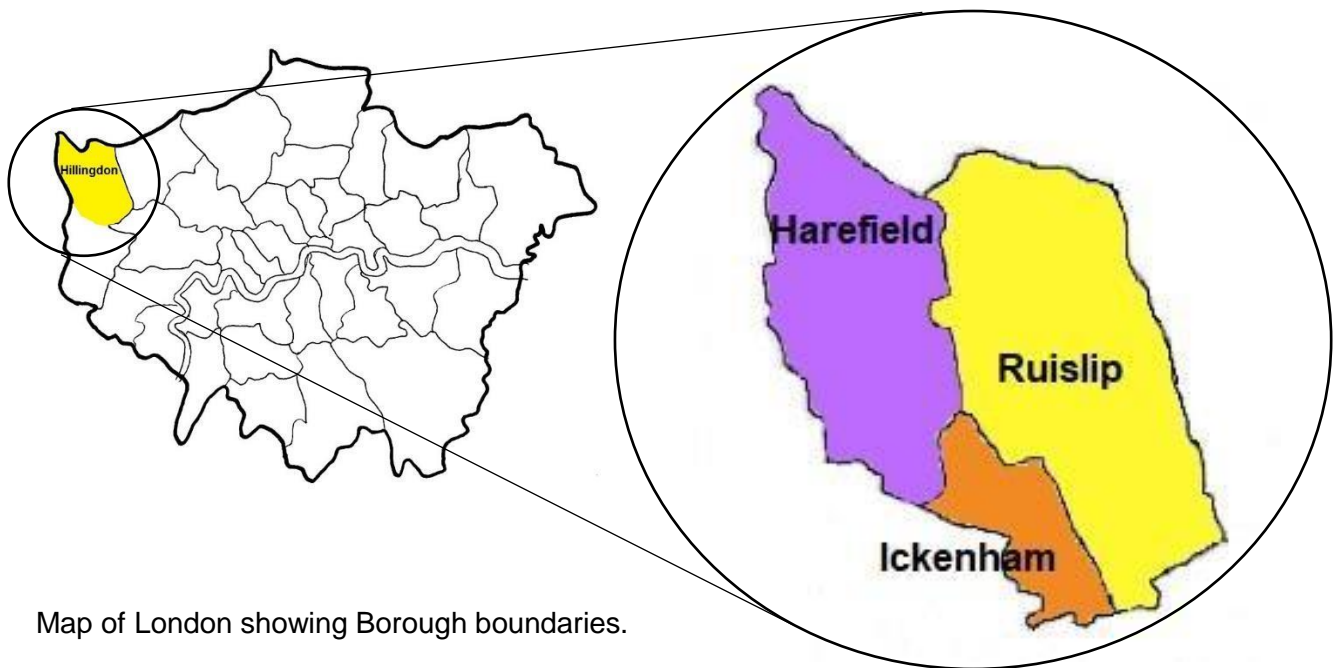 Hillingdon
Harefield
Ruislip
Ickenham
Map of London showing Borough boundaries.